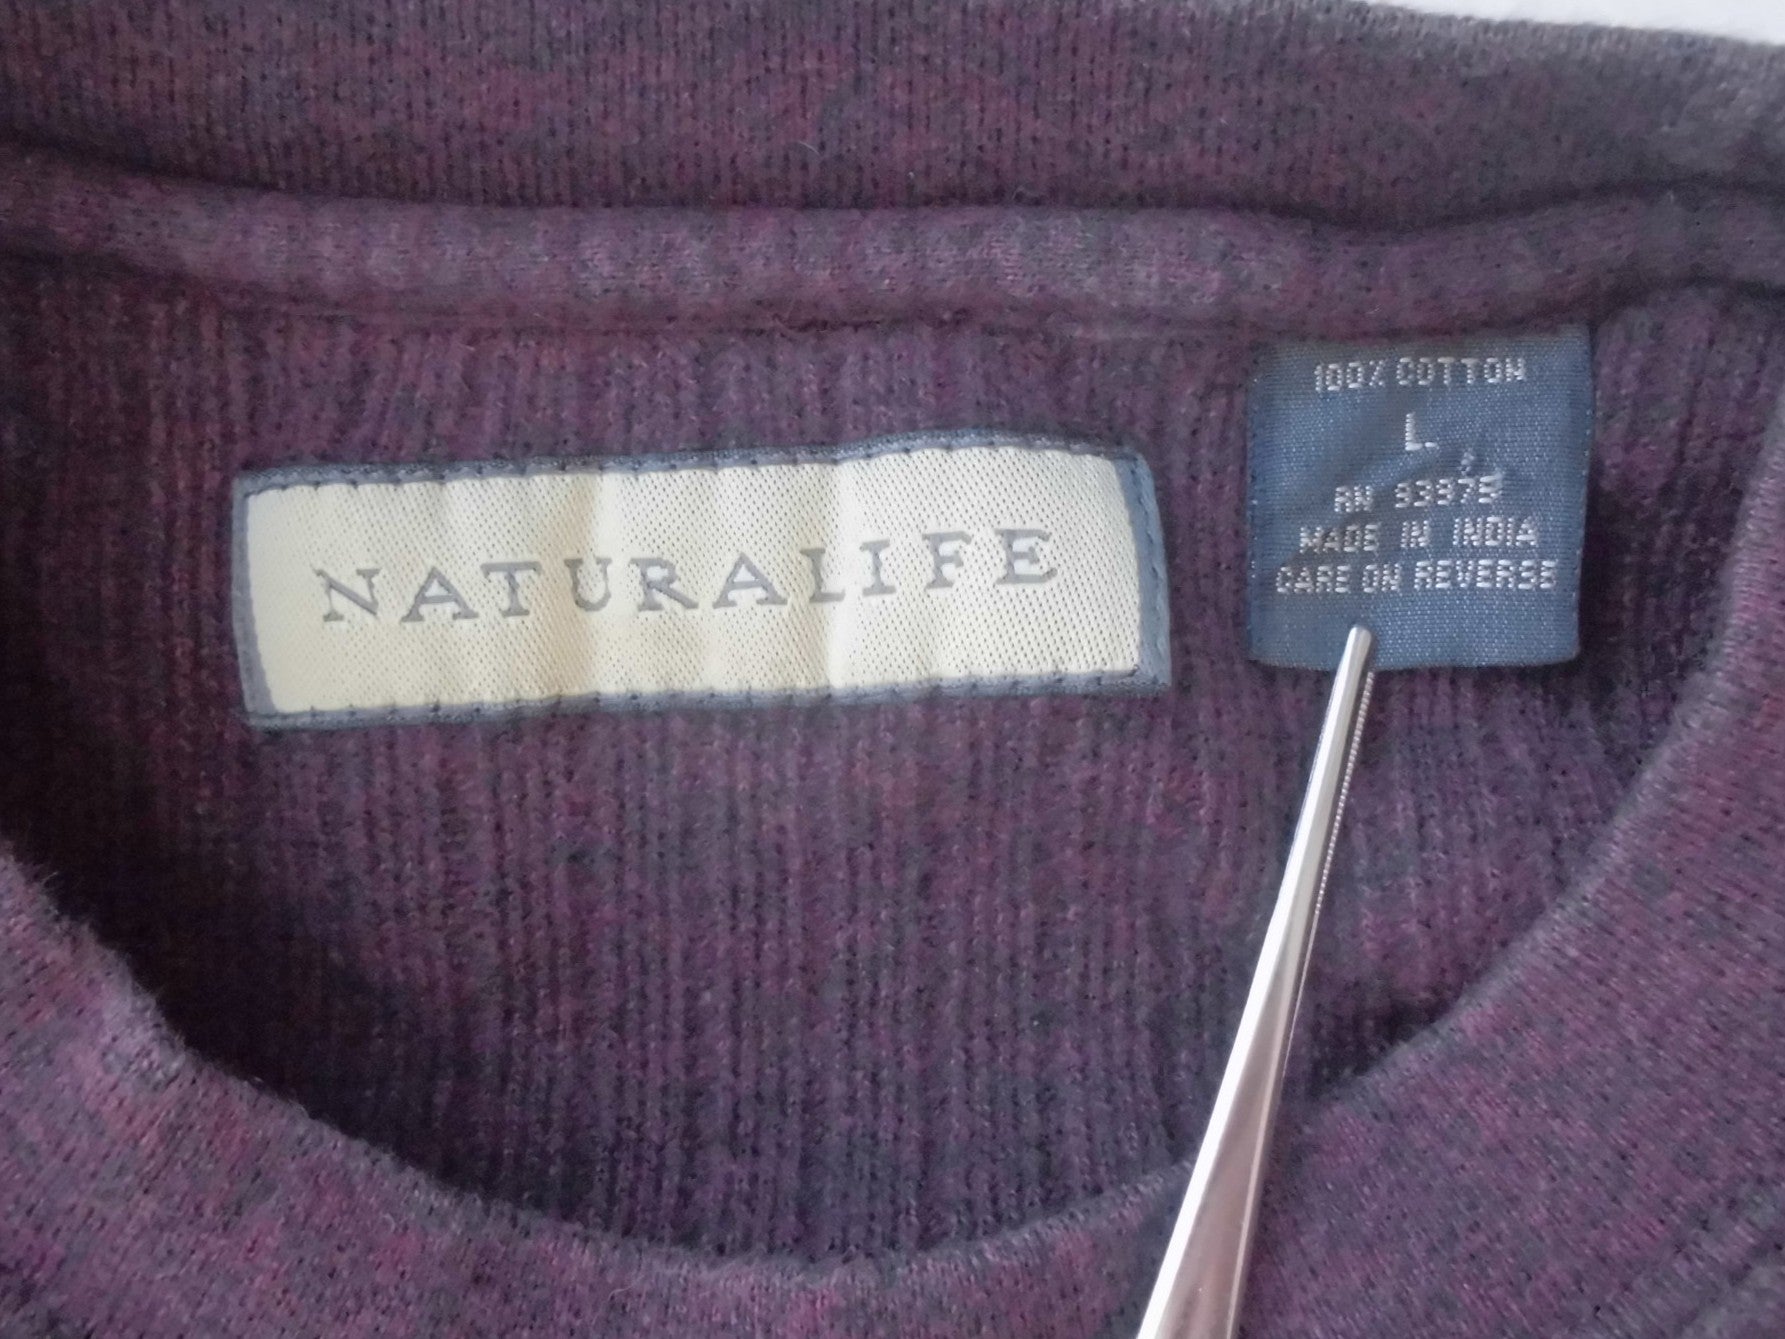 NATURALIFE
100% COTTON
L
RN 93975
MADE IN INDIA
CARE ON REVERSE